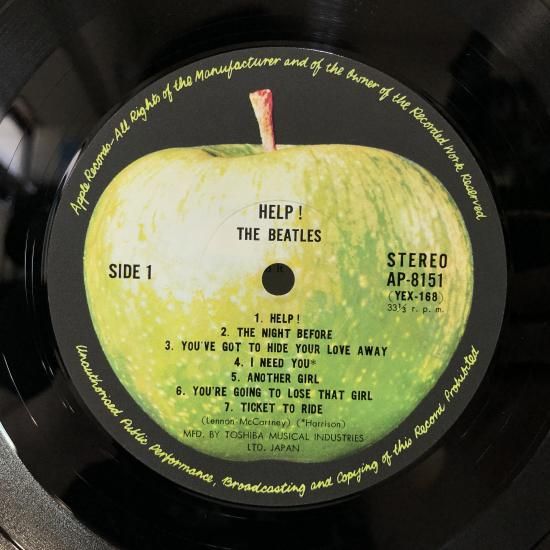 Apple Records-All Rights of the Manufacturer and of the Owner of the Recorded Work Reserved
HELP!
THE BEATLES
SIDE 1
STEREO
AP-8151
(YEX-168)
33⅓ r. p. m.
1. HELP!
2. THE NIGHT BEFORE
3. YOU'VE GOT TO HIDE YOUR LOVE AWAY
4. I NEED YOU*
5. ANOTHER GIRL
6. YOU'RE GOING TO LOSE THAT GIRL
7. TICKET TO RIDE
(Lennon-McCartney) (*Harrison)
MFD. BY TOSHIBA MUSICAL INDUSTRIES
LTD. JAPAN
Unauthorised Public Performance, Broadcasting and Copying of this Record Prohibited